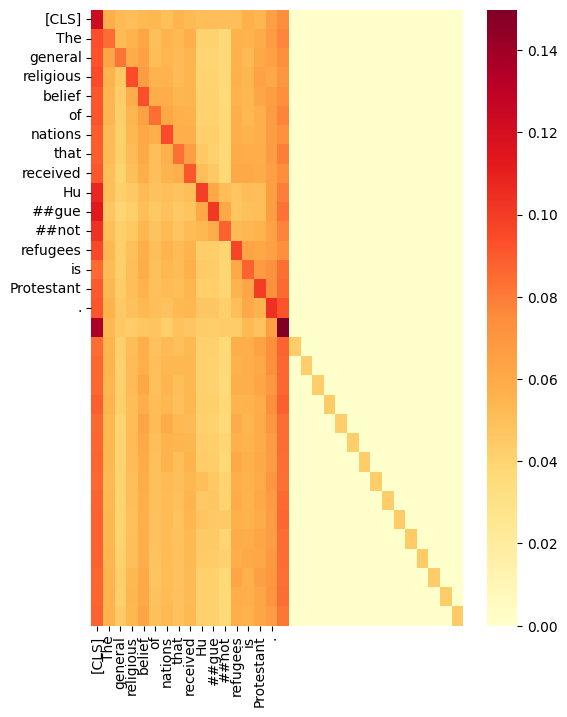 [CLS]
The
general
religious
belief
of
nations
that
received
Hu
##gue
##not
refugees
is
Protestant
.
[CLS]
The
general
religious
belief
of
nations
that
received
Hu
##gue
##not
refugees
is
Protestant
.
0.14
0.12
0.10
0.08
0.06
0.04
0.02
0.00